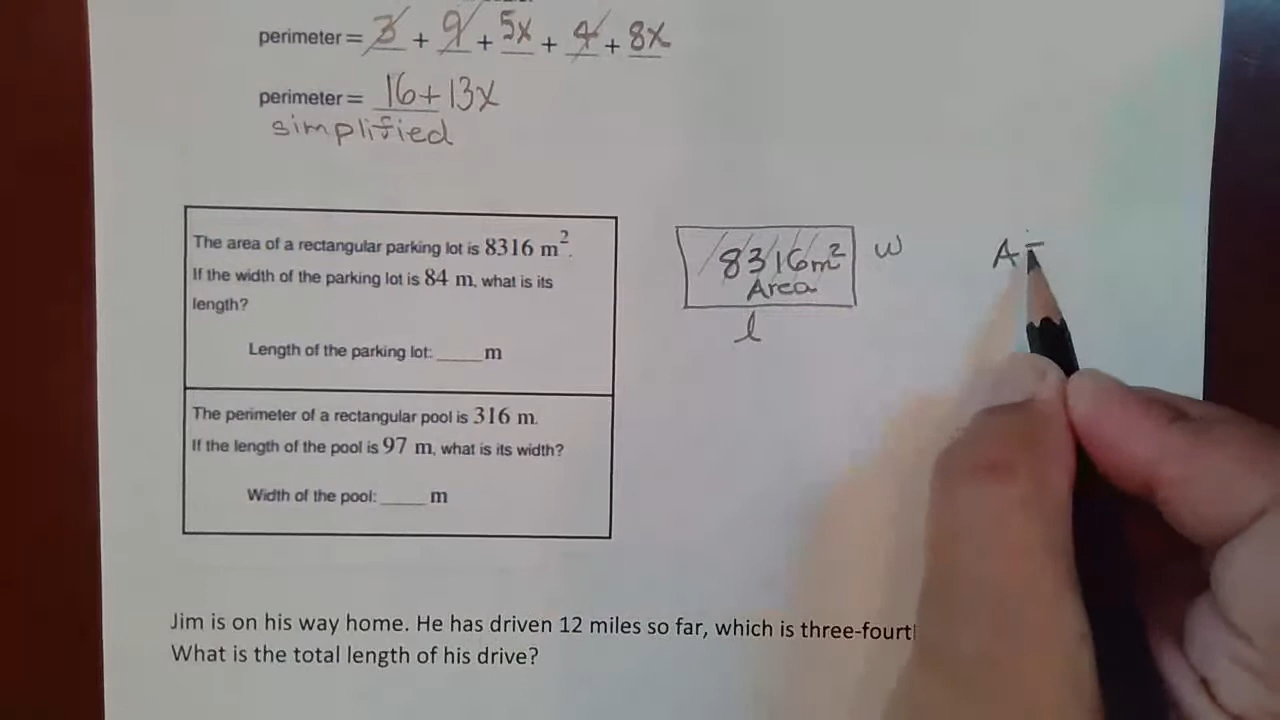 perimeter = 3 + 9 + 5x + 4 + 8x
perimeter = 16 + 13x
simplified
The area of a rectangular parking lot is 8316 m².
If the width of the parking lot is 84 m, what is its
length?
Length of the parking lot: _____ m
8316m²
Area
w
l
A =
The perimeter of a rectangular pool is 316 m.
If the length of the pool is 97 m, what is its width?
Width of the pool: _____ m
Jim is on his way home. He has driven 12 miles so far, which is three-fourt
What is the total length of his drive?